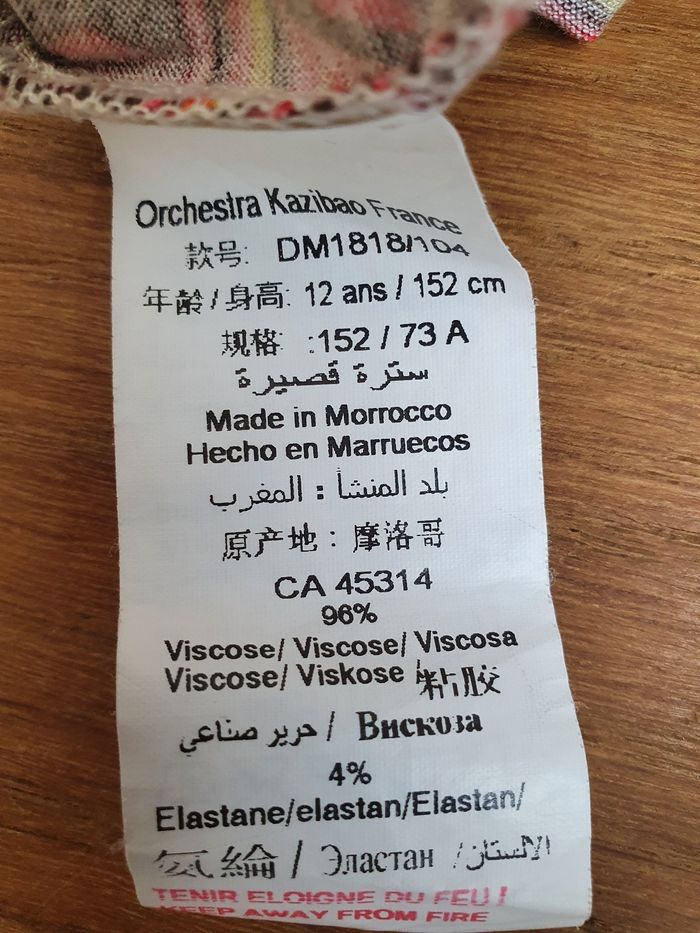 Orchestra Kazibao France
款号: DM1818/104
年龄/身高: 12 ans / 152 cm
规格 :152 / 73 A
سترة قصيرة
Made in Morrocco
Hecho en Marruecos
بلد المنشأ : المغرب
原产地: 摩洛哥
CA 45314
96%
Viscose/ Viscose/ Viscosa
Viscose/ Viskose /粘胶
حرير صناعي / Вискоза
4%
Elastane/elastan/Elastan/
氨綸 / Эластан /الالستان
TENIR ELOIGNE DU FEU !
KEEP AWAY FROM FIRE